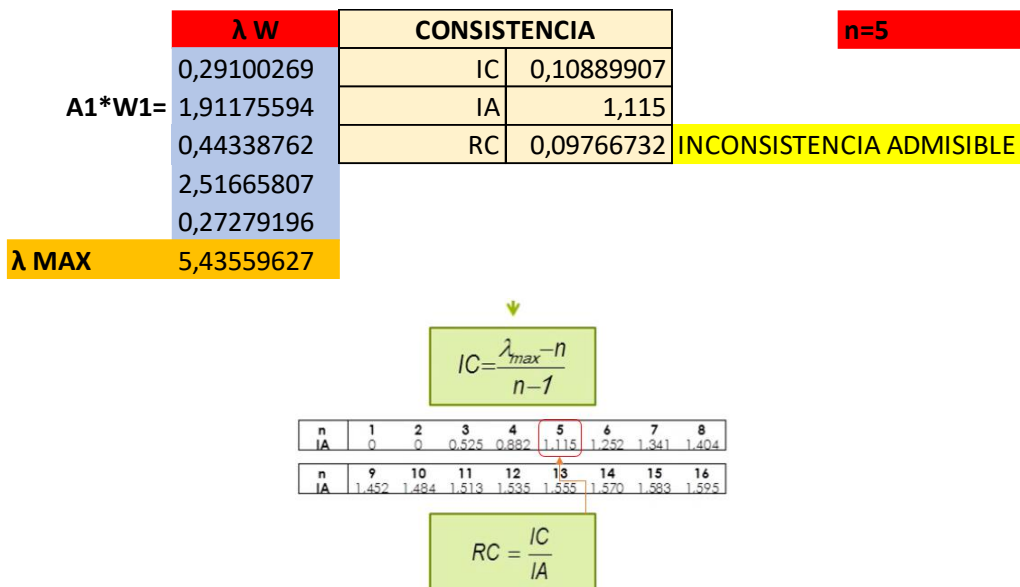 λ W CONSISTENCIA n=5
0,29100269 IC 0,10889907
A1*W1= 1,91175594 IA 1,115
0,44338762 RC 0,09766732 INCONSISTENCIA ADMISIBLE
2,51665807
0,27279196
λ MAX 5,43559627
IC = λmax−n / n−1
n 1 2 3 4 5 6 7 8
IA 0 0 0.525 0.882 1.115 1.252 1.341 1.404
n 9 10 11 12 13 14 15 16
IA 1.452 1.484 1.513 1.535 1.555 1.570 1.583 1.595
RC = IC / IA